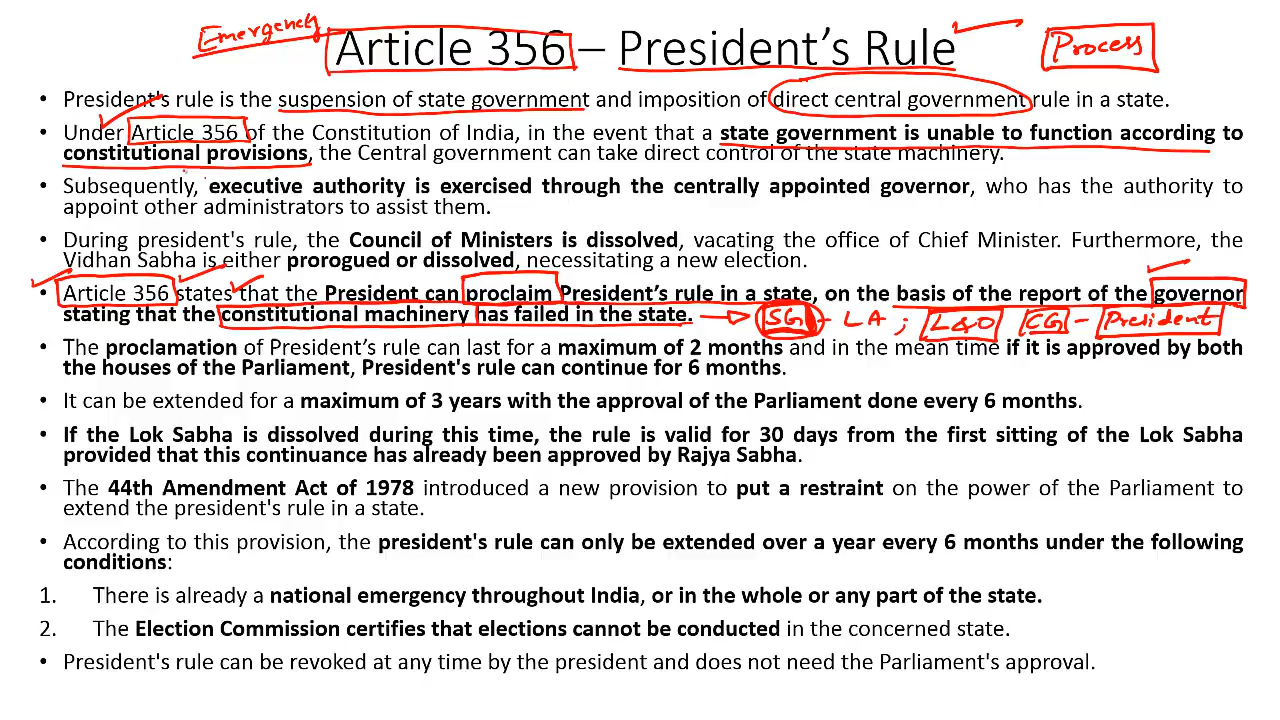 Emergency
Article 356 – President's Rule
Process
• President's rule is the suspension of state government and imposition of direct central government rule in a state.
• Under Article 356 of the Constitution of India, in the event that a state government is unable to function according to
constitutional provisions, the Central government can take direct control of the state machinery.
• Subsequently, executive authority is exercised through the centrally appointed governor, who has the authority to
appoint other administrators to assist them.
• During president's rule, the Council of Ministers is dissolved, vacating the office of Chief Minister. Furthermore, the
Vidhan Sabha is either prorogued or dissolved, necessitating a new election.
• Article 356 states that the President can proclaim President's rule in a state, on the basis of the report of the governor
stating that the constitutional machinery has failed in the state. → SG - LA ; L&O CG - President
• The proclamation of President's rule can last for a maximum of 2 months and in the mean time if it is approved by both
the houses of the Parliament, President's rule can continue for 6 months.
• It can be extended for a maximum of 3 years with the approval of the Parliament done every 6 months.
• If the Lok Sabha is dissolved during this time, the rule is valid for 30 days from the first sitting of the Lok Sabha
provided that this continuance has already been approved by Rajya Sabha.
• The 44th Amendment Act of 1978 introduced a new provision to put a restraint on the power of the Parliament to
extend the president's rule in a state.
• According to this provision, the president's rule can only be extended over a year every 6 months under the following
conditions:
1. There is already a national emergency throughout India, or in the whole or any part of the state.
2. The Election Commission certifies that elections cannot be conducted in the concerned state.
• President's rule can be revoked at any time by the president and does not need the Parliament's approval.